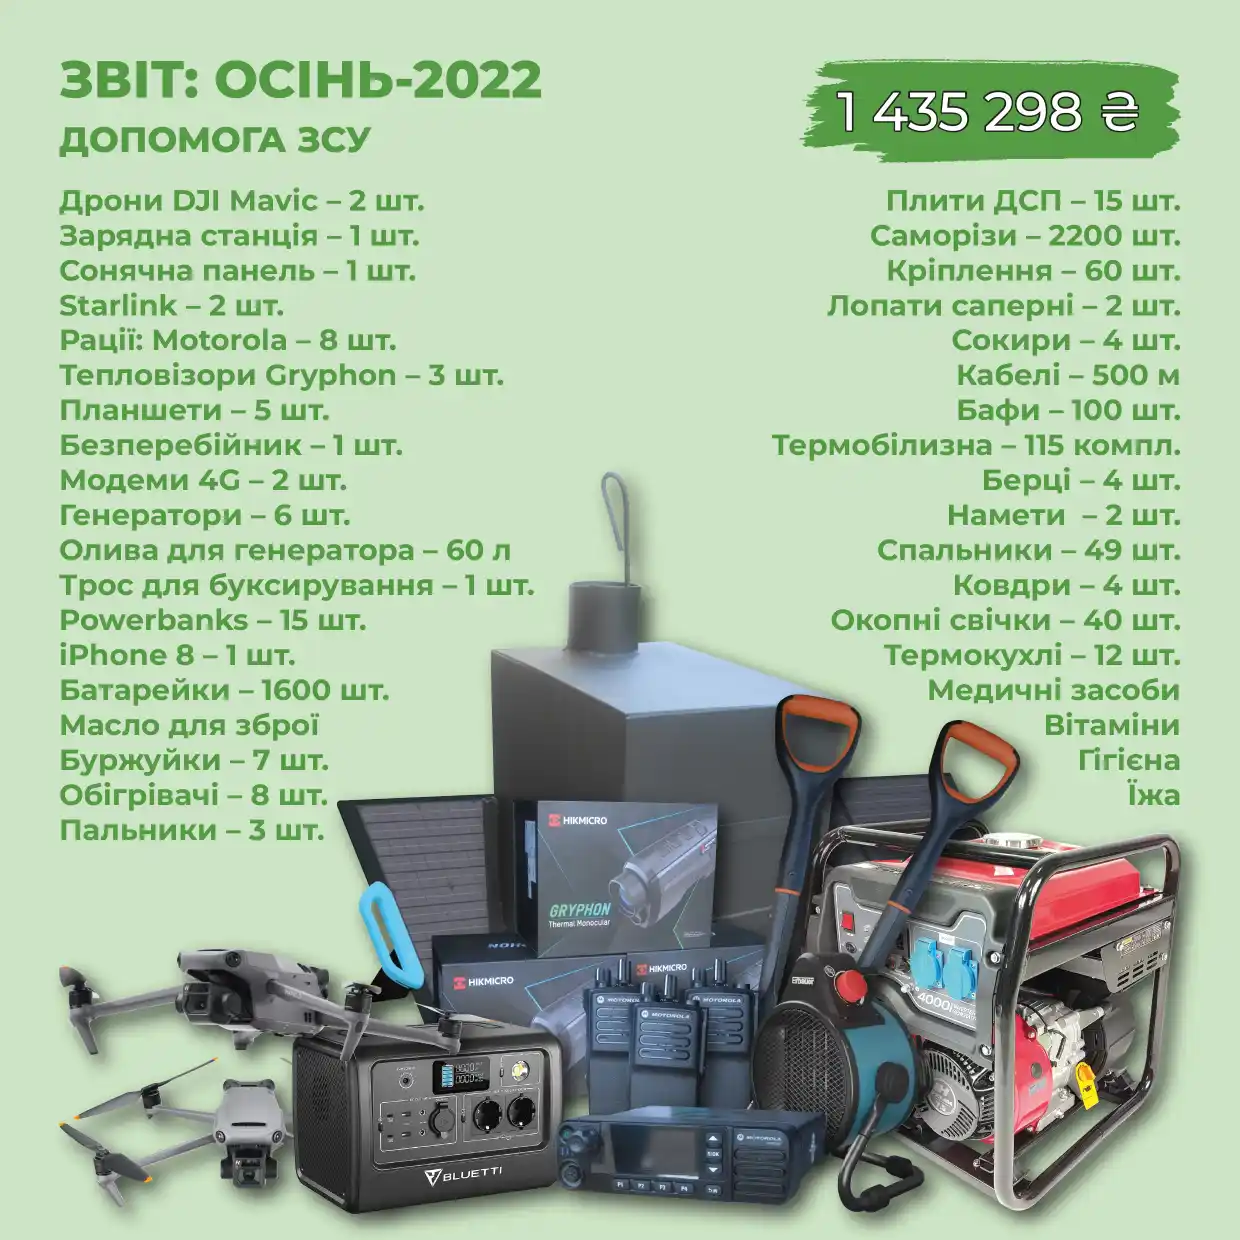 ЗВІТ: ОСІНЬ-2022
ДОПОМОГА ЗСУ
1 435 298 ₴
Дрони DJI Mavic – 2 шт.
Зарядна станція – 1 шт.
Сонячна панель – 1 шт.
Starlink – 2 шт.
Рації: Motorola – 8 шт.
Тепловізори Gryphon – 3 шт.
Планшети – 5 шт.
Безперебійник – 1 шт.
Модеми 4G – 2 шт.
Генератори – 6 шт.
Олива для генератора – 60 л
Трос для буксирування – 1 шт.
Powerbanks – 15 шт.
iPhone 8 – 1 шт.
Батарейки – 1600 шт.
Масло для зброї
Буржуйки – 7 шт.
Обігрівачі – 8 шт.
Пальники – 3 шт.
Плити ДСП – 15 шт.
Саморізи – 2200 шт.
Кріплення – 60 шт.
Лопати саперні – 2 шт.
Сокири – 4 шт.
Кабелі – 500 м
Бафи – 100 шт.
Термобілизна – 115 компл.
Берці – 4 шт.
Намети – 2 шт.
Спальники – 49 шт.
Ковдри – 4 шт.
Окопні свічки – 40 шт.
Термокухлі – 12 шт.
Медичні засоби
Вітаміни
Гігієна
Їжа
HIKMICRO
GRYPHON
Thermal Monocular
HIKMICRO
HIKMICRO
MOTOROLA
MOTOROLA
MOTOROLA
4000
BLUETTI
MOTOROLA
P1 P2 P3 P4